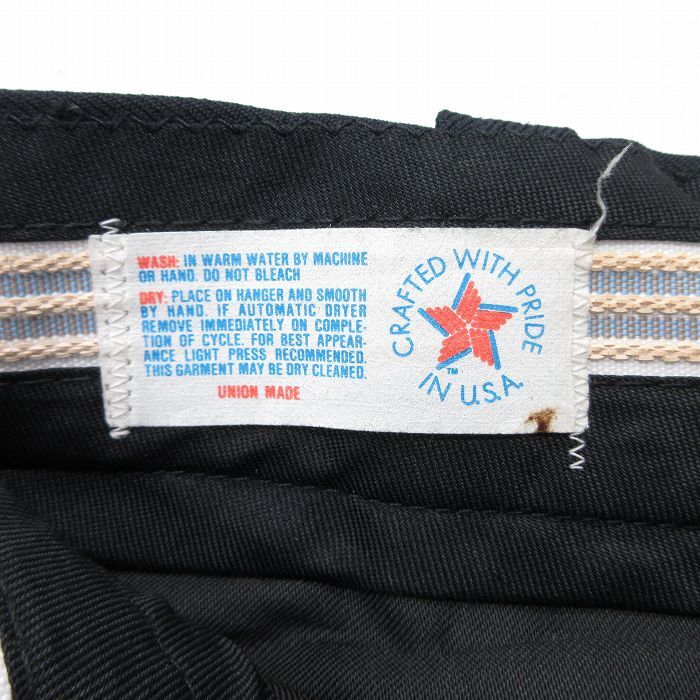 WASH: IN WARM WATER BY MACHINE
OR HAND. DO NOT BLEACH
DRY: PLACE ON HANGER AND SMOOTH
BY HAND. IF AUTOMATIC DRYER
REMOVE IMMEDIATELY ON COMPLE-
TION OF CYCLE. FOR BEST APPEAR-
ANCE LIGHT PRESS RECOMMENDED.
THIS GARMENT MAY BE DRY CLEANED.
UNION MADE
CRAFTED WITH PRIDE
IN U.S.A.
TM